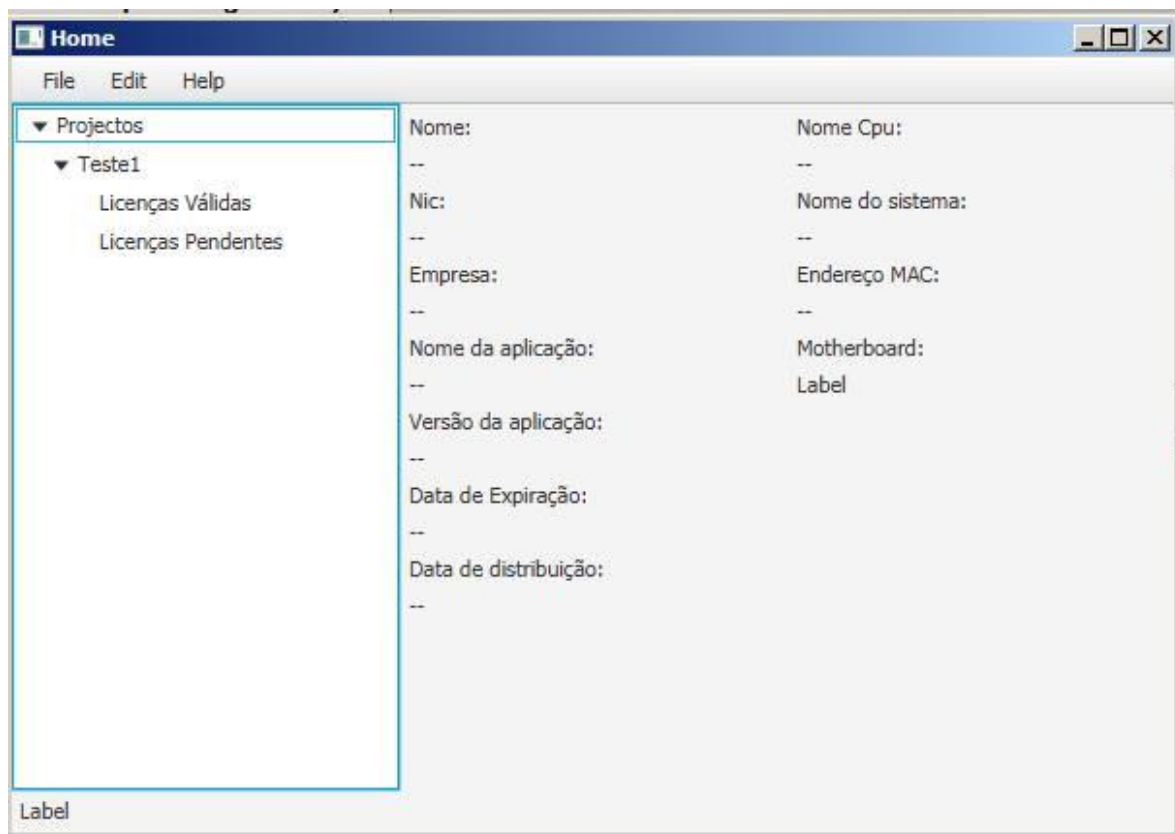 Home
File Edit Help
Projectos
Teste1
Licenças Válidas
Licenças Pendentes
Nome:
--
Nic:
--
Empresa:
--
Nome da aplicação:
--
Versão da aplicação:
--
Data de Expiração:
--
Data de distribuição:
--
Nome Cpu:
--
Nome do sistema:
--
Endereço MAC:
--
Motherboard:
Label
Label